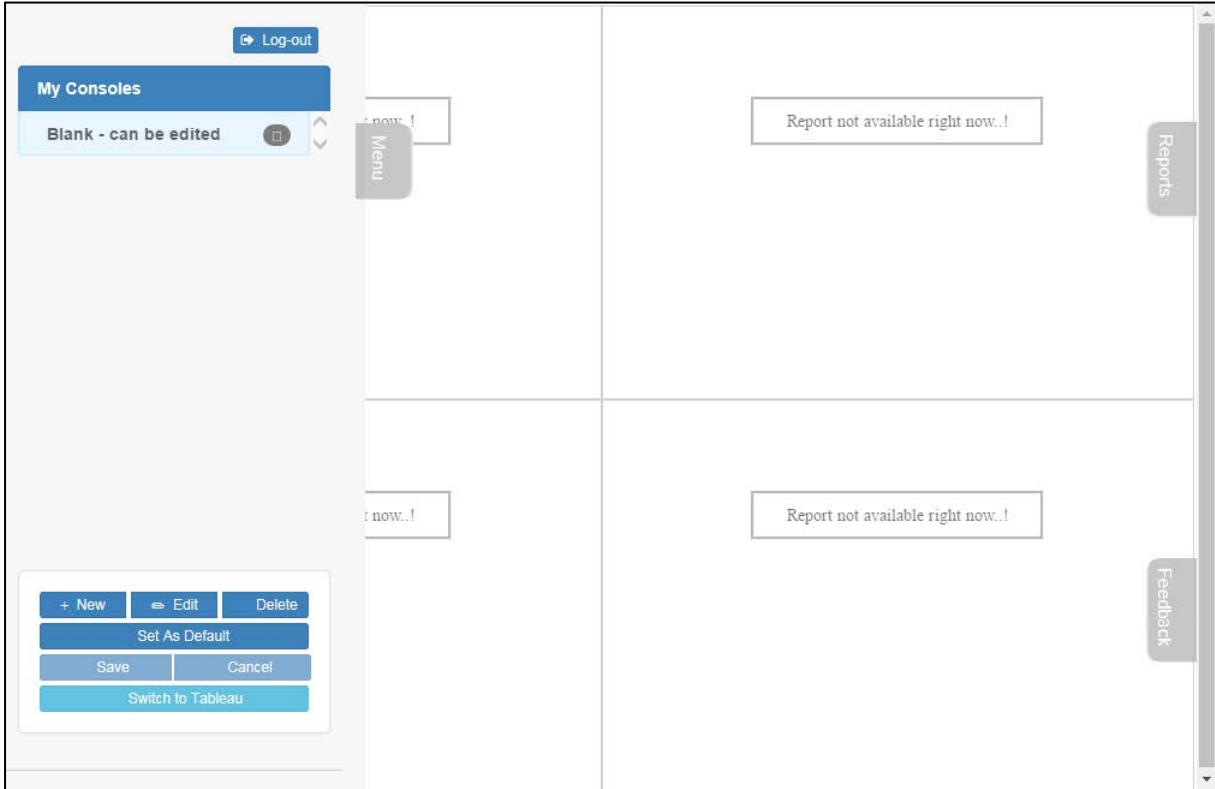 Log-out
My Consoles
Blank - can be edited
now..!
Menu
Report not available right now..!
Reports
now..!
Report not available right now..!
Feedback
+ New
Edit
Delete
Set As Default
Save
Cancel
Switch to Tableau